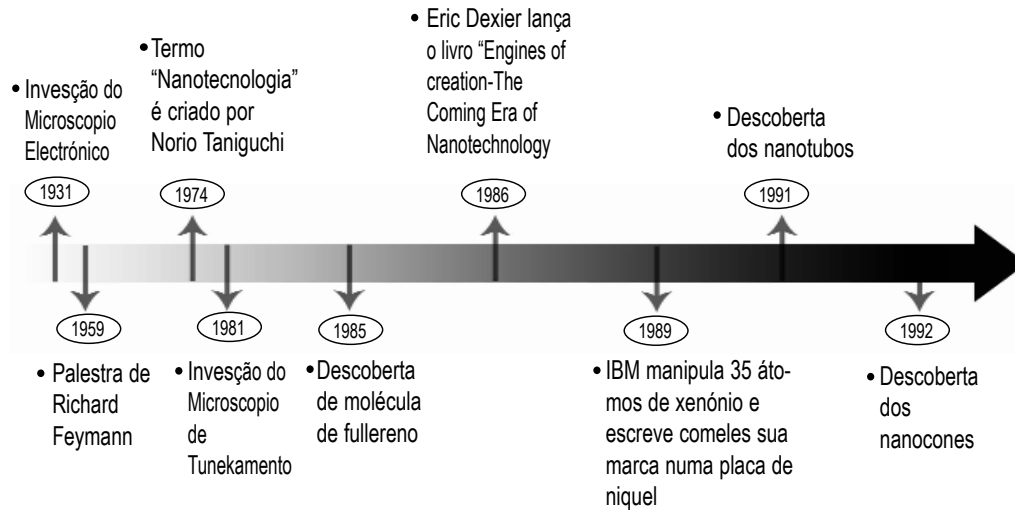 • Invesção do
Microscopio
Electrónico
1931
• Palestra de
Richard
Feymann
1959
• Termo
“Nanotecnologia”
é criado por
Norio Taniguchi
1974
• Invesção do
Microscopio
de
Tunekamento
1981
• Descoberta
de molécula
de fullereno
1985
• Eric Dexier lança
o livro “Engines of
creation-The
Coming Era of
Nanotechnology
1986
• IBM manipula 35 áto-
mos de xenónio e
escreve comeles sua
marca numa placa de
niquel
1989
• Descoberta
dos nanotubos
1991
• Descoberta
dos
nanocones
1992